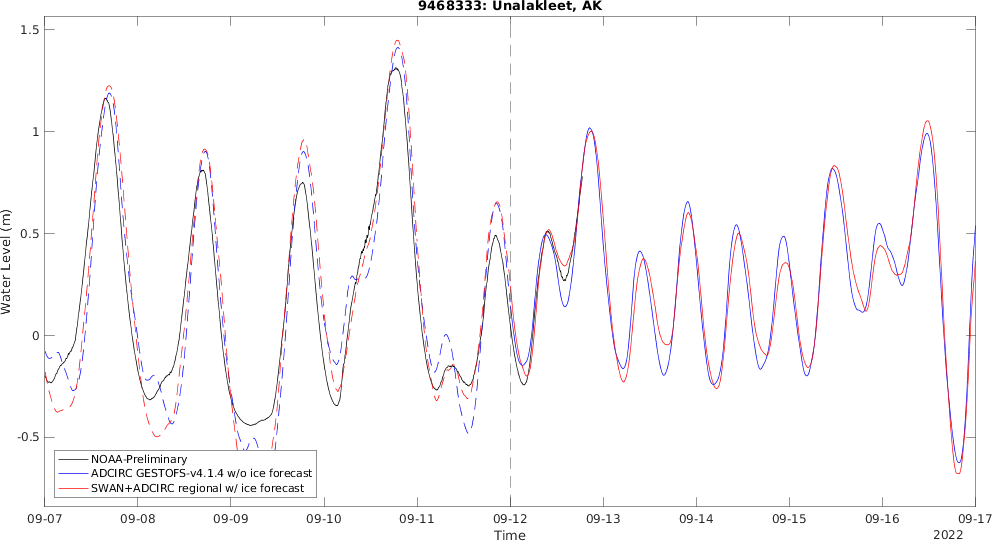 9468333: Unalakleet, AK
Water Level (m)
1.5
1
0.5
0
-0.5
NOAA-Preliminary
ADCIRC GESTOFS-v4.1.4 w/o ice forecast
SWAN+ADCIRC regional w/ ice forecast
09-07 09-08 09-09 09-10 09-11 09-12 09-13 09-14 09-15 09-16 09-17
Time
2022